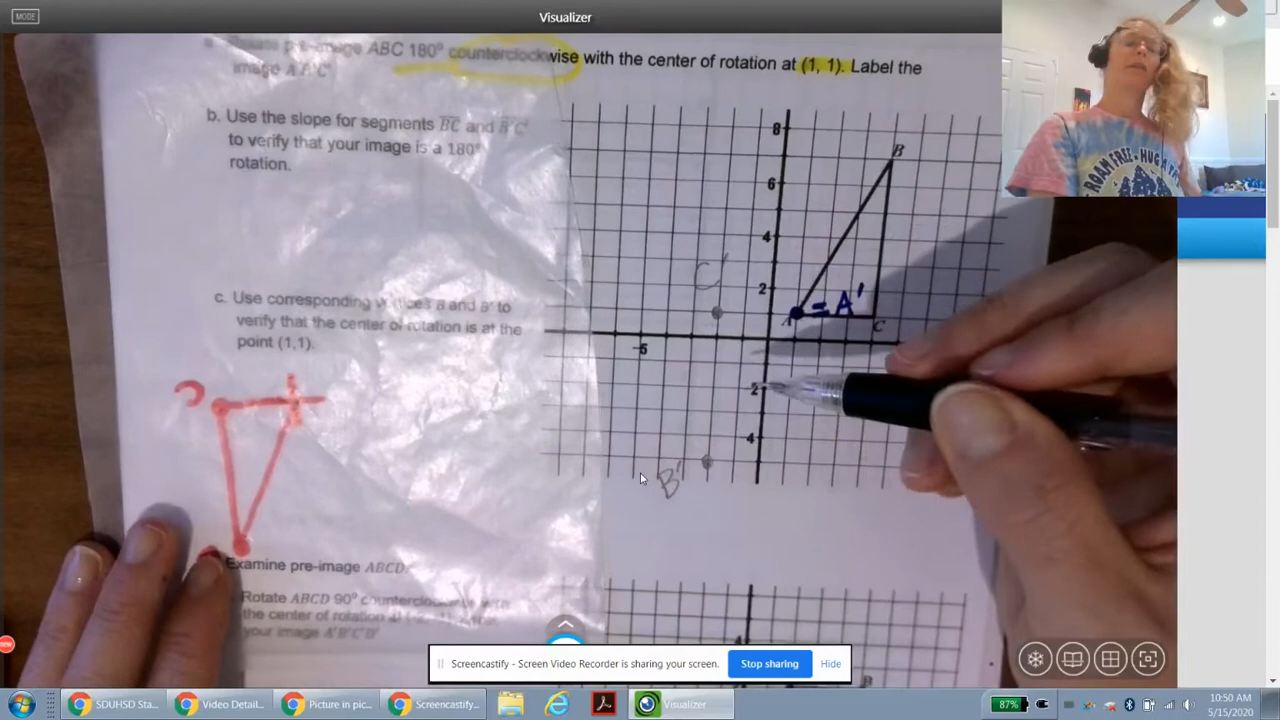 MODE
Visualizer
pre-image ABC 180° counterclockwise with the center of rotation at (1, 1). Label the
image A'B'C'
b. Use the slope for segments BC and B'C'
to verify that your image is a 180°
rotation.
c. Use corresponding vertices B and B' to
verify that the center of rotation is at the
point (1,1).
8
6
4
2
-5
2
4
B
A
C
= A'
C'
B'
Examine pre-image ABCD
Rotate ABCD 90° counterclockwise with
the center of rotation at
your image A'B'C'D'
4
B
ROAM FREE - HUG A
Screencastify - Screen Video Recorder is sharing your screen.
Stop sharing
Hide
SDUHSD Sta...
Video Detail...
Picture in pic...
Screencastify...
Visualizer
87%
10:50 AM
5/15/2020